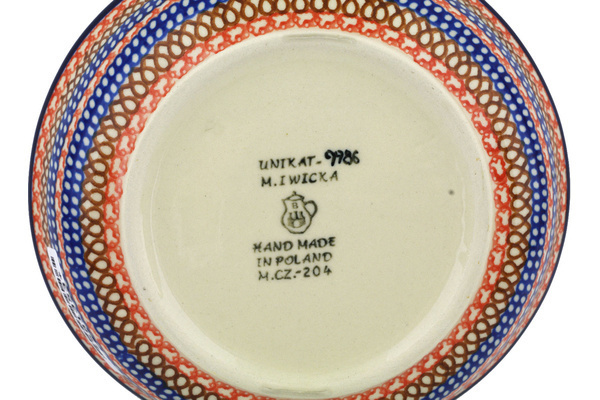 UNIKAT-9986
M.IWICKA
B
HAND MADE
IN POLAND
M.CZ.-204